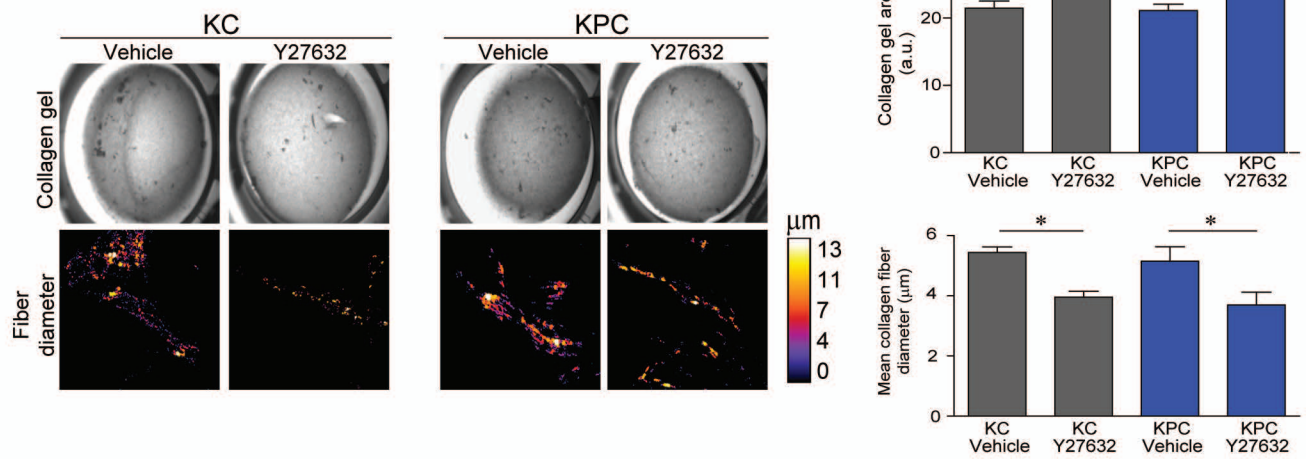 KC
KPC
Vehicle
Y27632
Vehicle
Y27632
Collagen gel
Fiber
diameter
μm
13
11
7
4
0
Collagen gel
(a.u.)
20
10
0
KC
Vehicle
KC
Y27632
KPC
Vehicle
KPC
Y27632
Mean collagen fiber
diameter (μm)
6
4
2
0
*
*
KC
Vehicle
KC
Y27632
KPC
Vehicle
KPC
Y27632